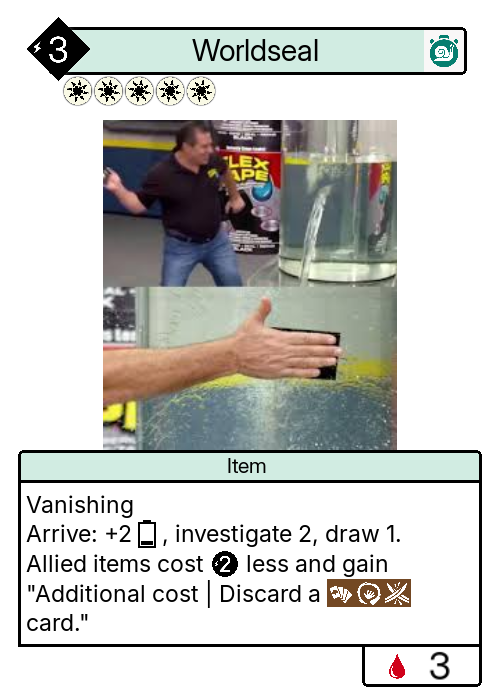 3
Worldseal
FLEX
TAPE
Item
Vanishing
Arrive: +2 , investigate 2, draw 1.
Allied items cost 2 less and gain
"Additional cost | Discard a
card."
3